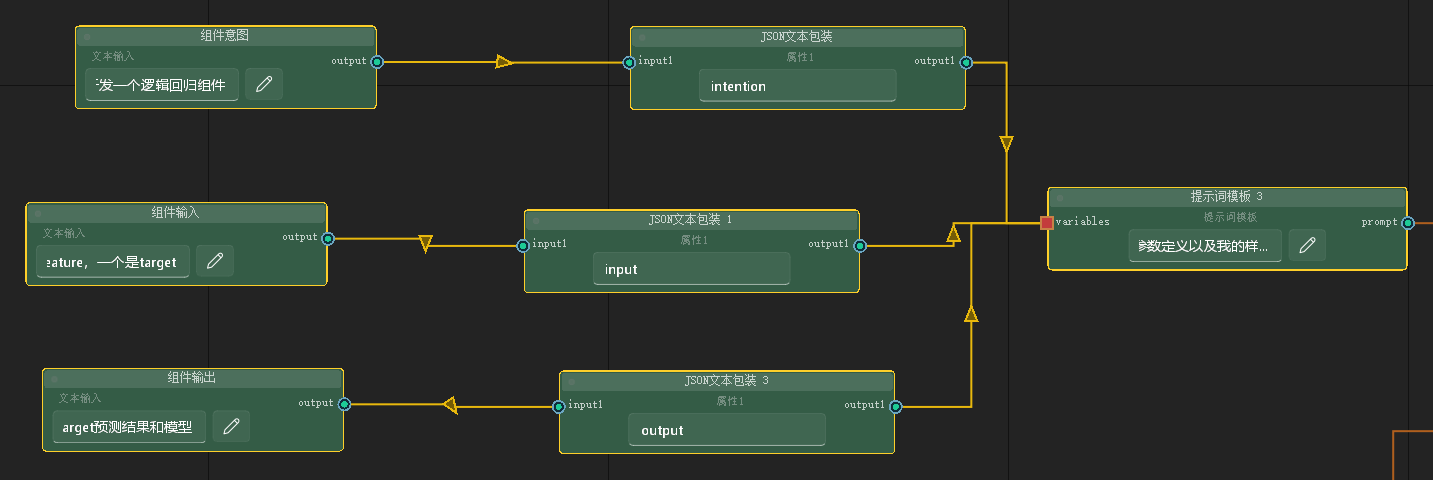 组件意图
文本输入
output
发一个逻辑回归组件
JSON文本包装
属性1
input1
output1
intention
组件输入
文本输入
output
eature，一个是target
JSON文本包装 1
属性1
input1
output1
input
提示词模板 3
提示词模板
variables
prompt
参数定义以及我的样...
组件输出
文本输入
output
arget预测结果和模型
JSON文本包装 3
属性1
input1
output1
output